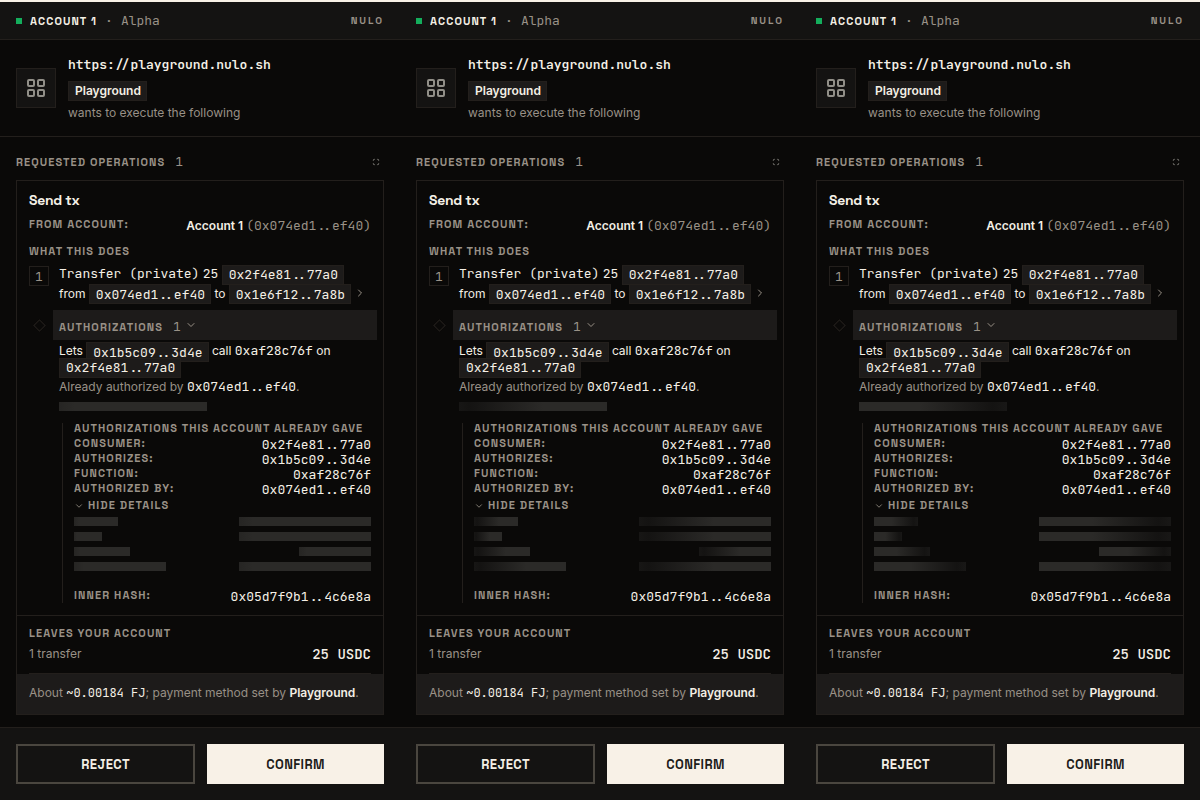 ACCOUNT 1 · Alpha NULO
https://playground.nulo.sh
Playground
wants to execute the following
REQUESTED OPERATIONS 1
Send tx
FROM ACCOUNT: Account 1 (0x074ed1..ef40)
WHAT THIS DOES
1 Transfer (private) 25 0x2f4e81..77a0
from 0x074ed1..ef40 to 0x1e6f12..7a8b
AUTHORIZATIONS 1
Lets 0x1b5c09..3d4e call 0xaf28c76f on
0x2f4e81..77a0
Already authorized by 0x074ed1..ef40.
AUTHORIZATIONS THIS ACCOUNT ALREADY GAVE
CONSUMER: 0x2f4e81..77a0
AUTHORIZES: 0x1b5c09..3d4e
FUNCTION: 0xaf28c76f
AUTHORIZED BY: 0x074ed1..ef40
HIDE DETAILS
INNER HASH: 0x05d7f9b1..4c6e8a
LEAVES YOUR ACCOUNT
1 transfer 25 USDC
About ~0.00184 FJ; payment method set by Playground.
REJECT CONFIRM
ACCOUNT 1 · Alpha NULO
https://playground.nulo.sh
Playground
wants to execute the following
REQUESTED OPERATIONS 1
Send tx
FROM ACCOUNT: Account 1 (0x074ed1..ef40)
WHAT THIS DOES
1 Transfer (private) 25 0x2f4e81..77a0
from 0x074ed1..ef40 to 0x1e6f12..7a8b
AUTHORIZATIONS 1
Lets 0x1b5c09..3d4e call 0xaf28c76f on
0x2f4e81..77a0
Already authorized by 0x074ed1..ef40.
AUTHORIZATIONS THIS ACCOUNT ALREADY GAVE
CONSUMER: 0x2f4e81..77a0
AUTHORIZES: 0x1b5c09..3d4e
FUNCTION: 0xaf28c76f
AUTHORIZED BY: 0x074ed1..ef40
HIDE DETAILS
INNER HASH: 0x05d7f9b1..4c6e8a
LEAVES YOUR ACCOUNT
1 transfer 25 USDC
About ~0.00184 FJ; payment method set by Playground.
REJECT CONFIRM
ACCOUNT 1 · Alpha NULO
https://playground.nulo.sh
Playground
wants to execute the following
REQUESTED OPERATIONS 1
Send tx
FROM ACCOUNT: Account 1 (0x074ed1..ef40)
WHAT THIS DOES
1 Transfer (private) 25 0x2f4e81..77a0
from 0x074ed1..ef40 to 0x1e6f12..7a8b
AUTHORIZATIONS 1
Lets 0x1b5c09..3d4e call 0xaf28c76f on
0x2f4e81..77a0
Already authorized by 0x074ed1..ef40.
AUTHORIZATIONS THIS ACCOUNT ALREADY GAVE
CONSUMER: 0x2f4e81..77a0
AUTHORIZES: 0x1b5c09..3d4e
FUNCTION: 0xaf28c76f
AUTHORIZED BY: 0x074ed1..ef40
HIDE DETAILS
INNER HASH: 0x05d7f9b1..4c6e8a
LEAVES YOUR ACCOUNT
1 transfer 25 USDC
About ~0.00184 FJ; payment method set by Playground.
REJECT CONFIRM